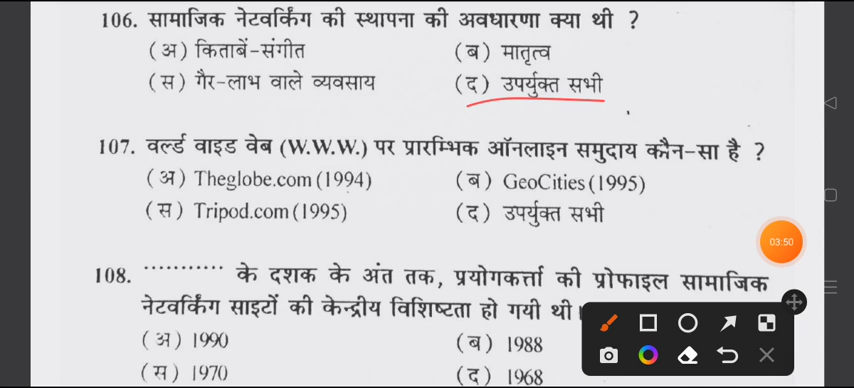 106. सामाजिक नेटवर्किंग की स्थापना की अवधारणा क्या थी ?
(अ) किताबें-संगीत (ब) मातृत्व
(स) गैर-लाभ वाले व्यवसाय (द) उपर्युक्त सभी
107. वर्ल्ड वाइड वेब (W.W.W.) पर प्रारम्भिक ऑनलाइन समुदाय कौन-सा है ?
(अ) Theglobe.com (1994) (ब) GeoCities (1995)
(स) Tripod.com (1995) (द) उपर्युक्त सभी
03:50
108. ........... के दशक के अंत तक, प्रयोगकर्त्ता की प्रोफाइल सामाजिक
नेटवर्किंग साइटों की केन्द्रीय विशिष्टता हो गयी थी।
(अ) 1990 (ब) 1988
(स) 1970 (द) 1968